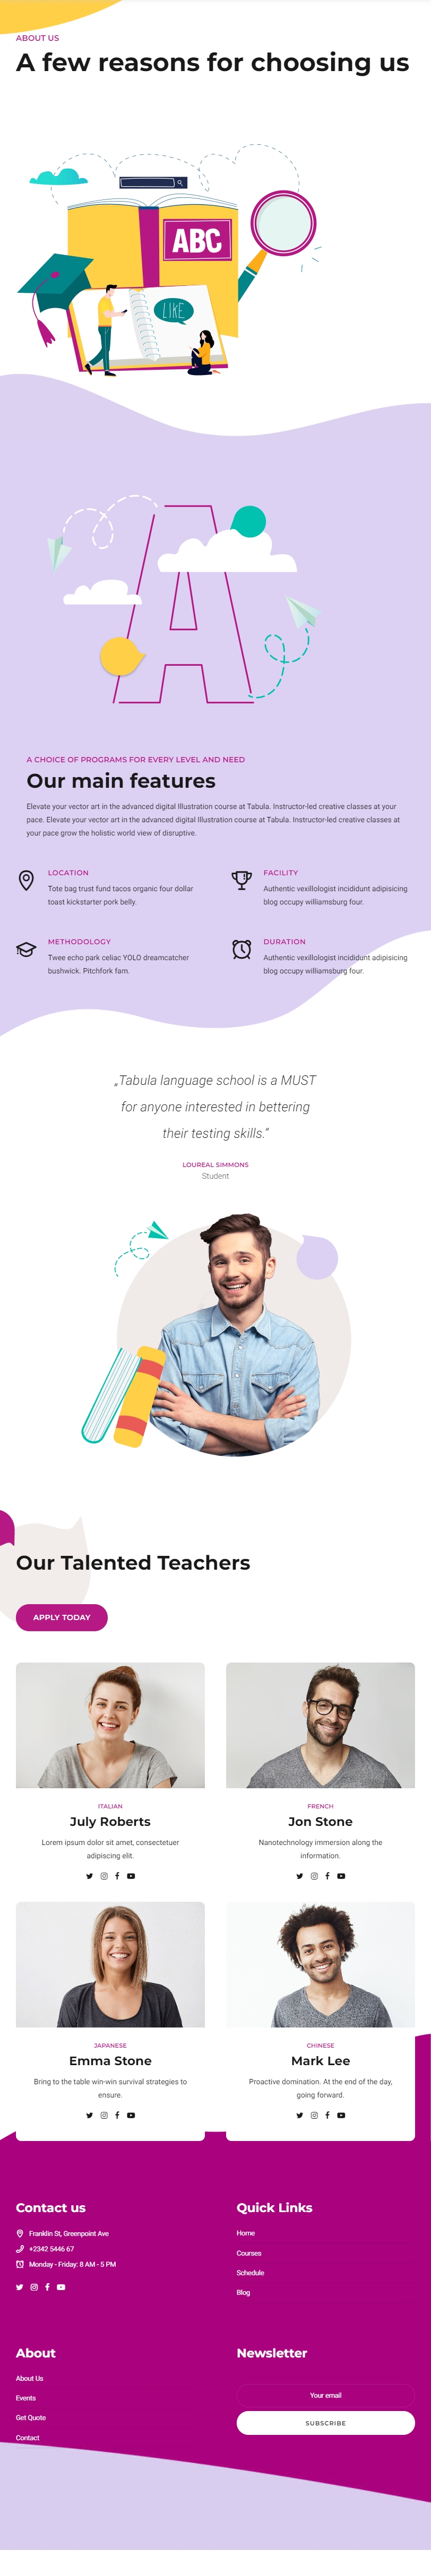 ABOUT US
A few reasons for choosing us
ABC
LIKE
A
A CHOICE OF PROGRAMS FOR EVERY LEVEL AND NEED
Our main features
Elevate your vector art in the advanced digital Illustration course at Tabula. Instructor-led creative classes at your
pace. Elevate your vector art in the advanced digital Illustration course at Tabula. Instructor-led creative classes at
your pace grow the holistic world view of disruptive.
LOCATION
Tote bag trust fund tacos organic four dollar
toast kickstarter pork belly.
FACILITY
Authentic vexillologist incididunt adipisicing
blog occupy williamsburg four.
METHODOLOGY
Twee echo park celiac YOLO dreamcatcher
bushwick. Pitchfork fam.
DURATION
Authentic vexillologist incididunt adipisicing
blog occupy williamsburg four.
„Tabula language school is a MUST
for anyone interested in bettering
their testing skills.”
LOUREAL SIMMONS
Student
Our Talented Teachers
APPLY TODAY
ITALIAN
July Roberts
Lorem ipsum dolor sit amet, consectetuer
adipiscing elit.
FRENCH
Jon Stone
Nanotechnology immersion along the
information.
JAPANESE
Emma Stone
Bring to the table win-win survival strategies to
ensure.
CHINESE
Mark Lee
Proactive domination. At the end of the day,
going forward.
Contact us
Franklin St, Greenpoint Ave
+2342 5446 67
Monday - Friday: 8 AM - 5 PM
Quick Links
Home
Courses
Schedule
Blog
About
About Us
Events
Get Quote
Contact
Newsletter
Your email
SUBSCRIBE